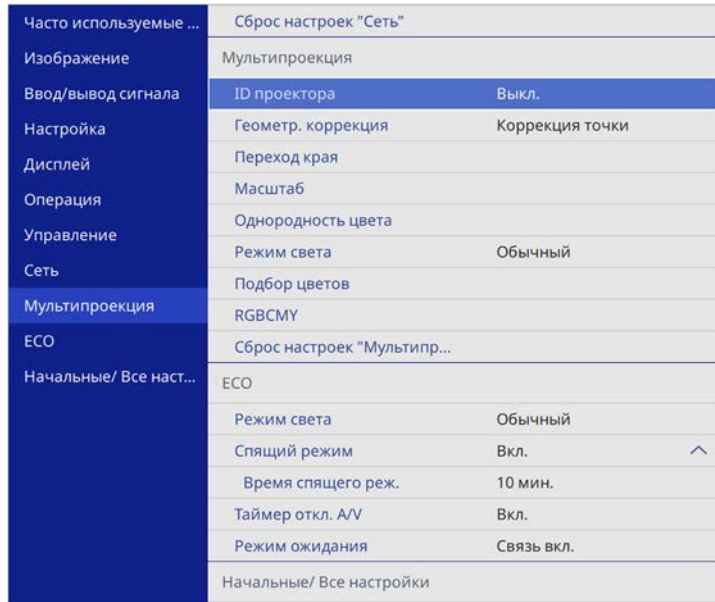 Часто используемые ...
Изображение
Ввод/вывод сигнала
Настройка
Дисплей
Операция
Управление
Сеть
Мультипроекция
ECO
Начальные/ Все наст...
Сброс настроек "Сеть"
Мультипроекция
ID проектора Выкл.
Геометр. коррекция Коррекция точки
Переход края
Масштаб
Однородность цвета
Режим света Обычный
Подбор цветов
RGBCMY
Сброс настроек "Мультипр...
ECO
Режим света Обычный
Спящий режим Вкл.
Время спящего реж. 10 мин.
Таймер откл. A/V Вкл.
Режим ожидания Связь вкл.
Начальные/ Все настройки